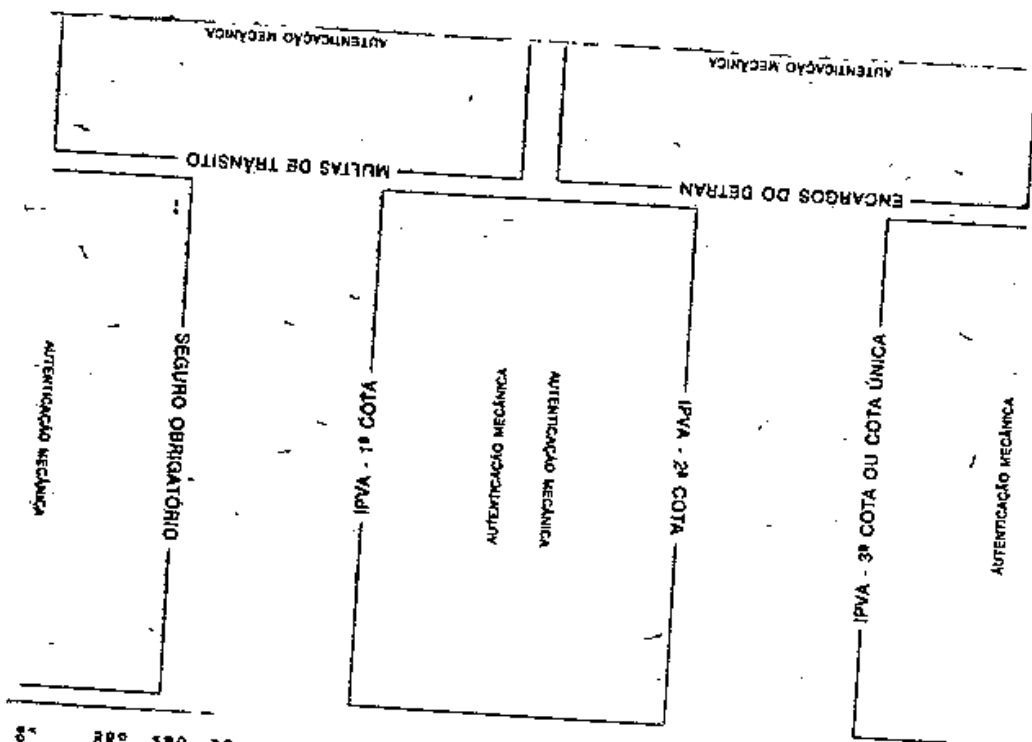 AUTENTICAÇÃO MECÂNICA
AUTENTICAÇÃO MECÂNICA
MULTAS DE TRÂNSITO
ENCARGOS DO DETRAN
AUTENTICAÇÃO MECÂNICA
SEGURO OBRIGATÓRIO
IPVA - 1ª COTA
AUTENTICAÇÃO MECÂNICA
AUTENTICAÇÃO MECÂNICA
IPVA - 2ª COTA
IPVA - 3ª COTA OU COTA ÚNICA
AUTENTICAÇÃO MECÂNICA